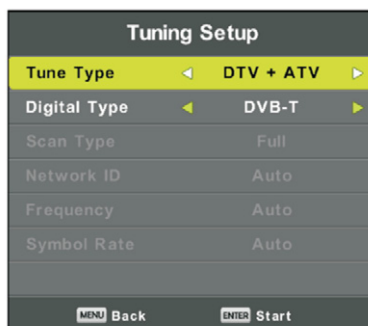 Tuning Setup
Tune Type DTV + ATV
Digital Type DVB-T
Scan Type Full
Network ID Auto
Frequency Auto
Symbol Rate Auto
MENU Back ENTER Start